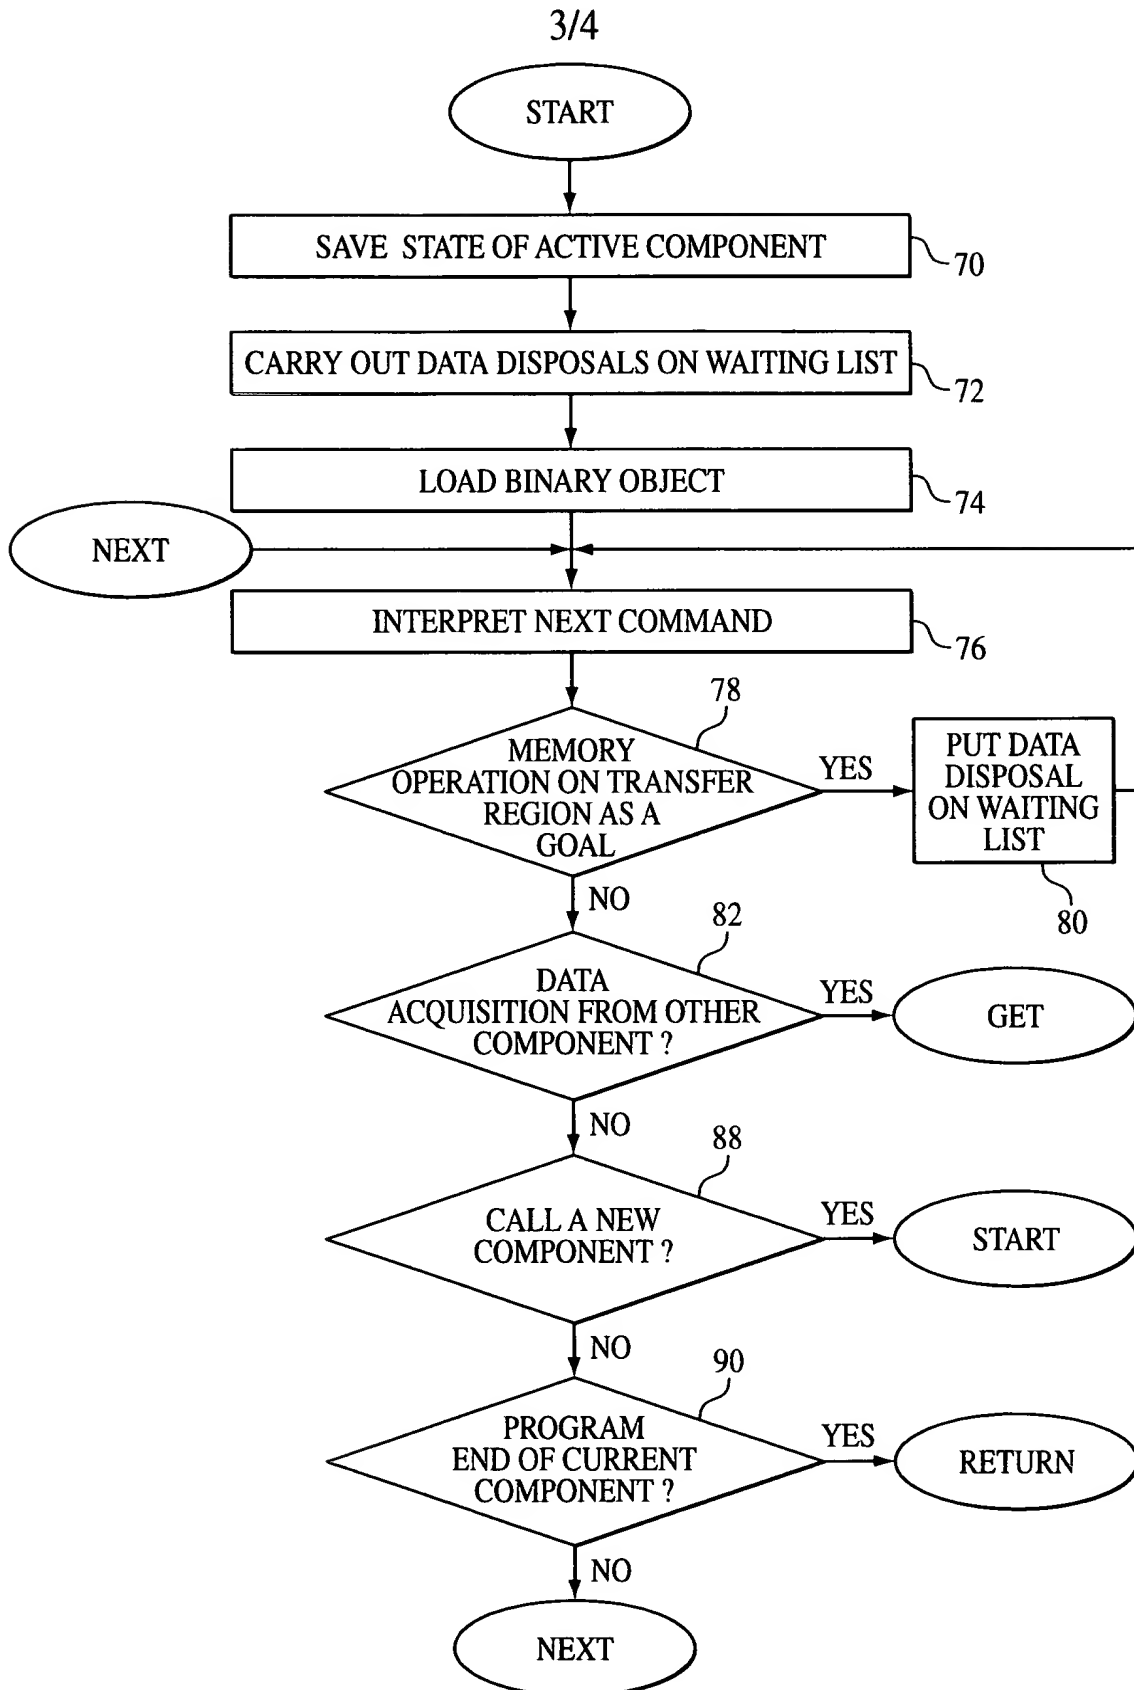 3/4
START
SAVE STATE OF ACTIVE COMPONENT
70
CARRY OUT DATA DISPOSALS ON WAITING LIST
72
LOAD BINARY OBJECT
74
NEXT
INTERPRET NEXT COMMAND
76
78
MEMORY
OPERATION ON TRANSFER
REGION AS A
GOAL
YES
PUT DATA
DISPOSAL
ON WAITING
LIST
80
NO
82
DATA
ACQUISITION FROM OTHER
COMPONENT ?
YES
GET
NO
88
CALL A NEW
COMPONENT ?
YES
START
NO
90
PROGRAM
END OF CURRENT
COMPONENT ?
YES
RETURN
NO
NEXT